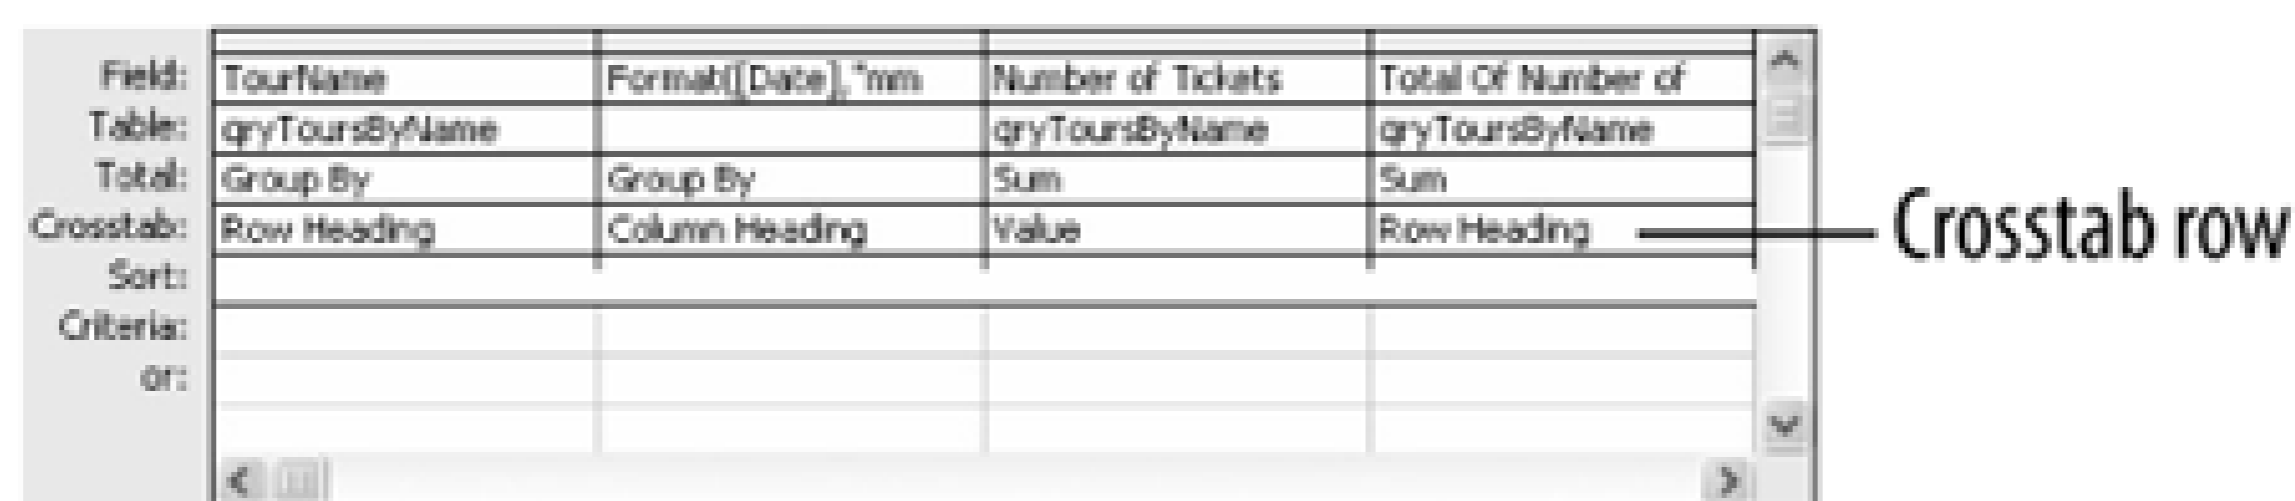 Field: TourName Format([Date],"mm Number of Tickets Total Of Number of
Table: qryToursByName qryToursByName qryToursByName
Total: Group By Group By Sum Sum
Crosstab: Row Heading Column Heading Value Row Heading Crosstab row
Sort:
Criteria:
or: